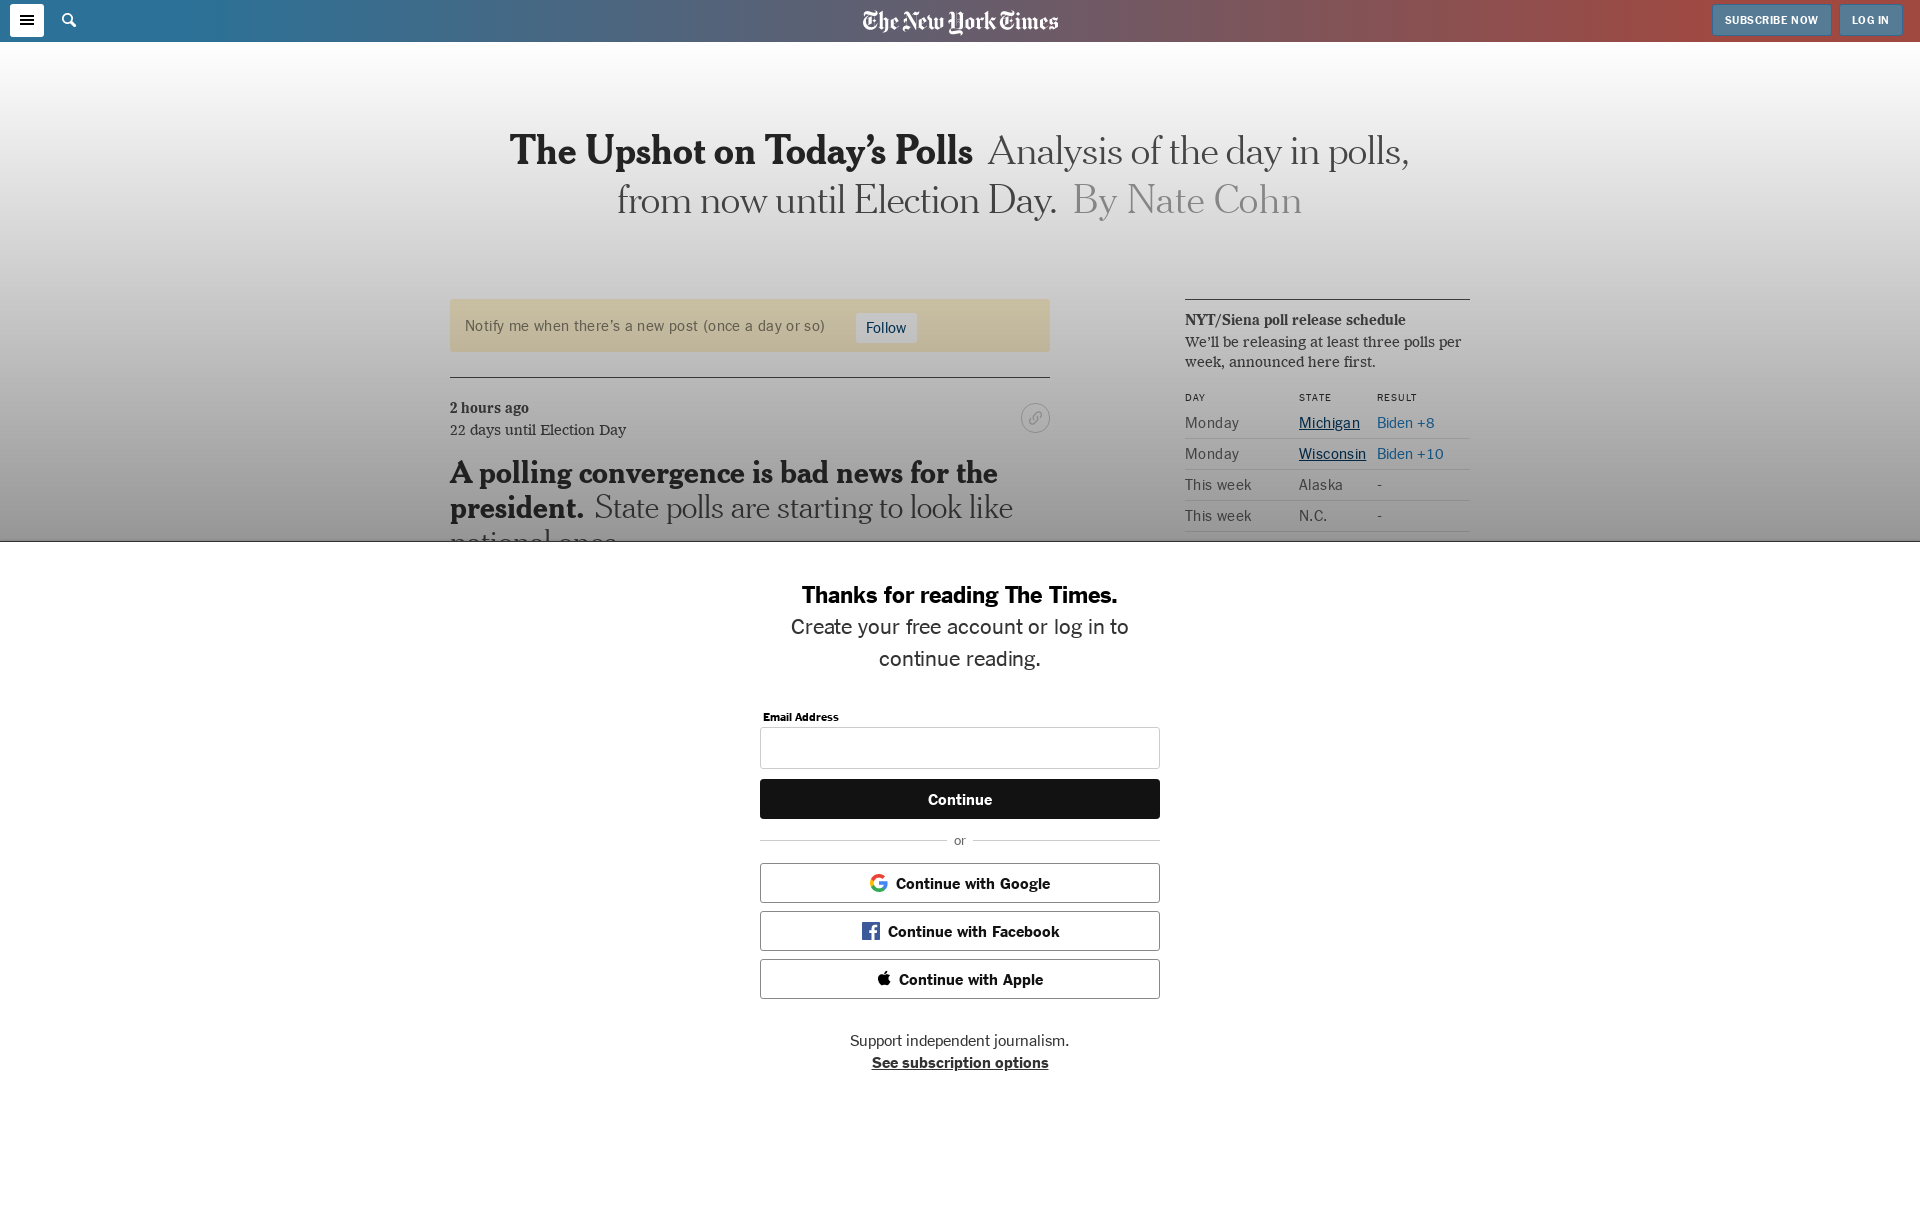 The New York Times
SUBSCRIBE NOW
LOG IN
The Upshot on Today’s Polls Analysis of the day in polls,
from now until Election Day. By Nate Cohn
Notify me when there’s a new post (once a day or so)
Follow
2 hours ago
22 days until Election Day
A polling convergence is bad news for the
president. State polls are starting to look like
national ones.
NYT/Siena poll release schedule
We’ll be releasing at least three polls per
week, announced here first.
DAY STATE RESULT
Monday Michigan Biden +8
Monday Wisconsin Biden +10
This week Alaska -
This week N.C. -
Thanks for reading The Times.
Create your free account or log in to
continue reading.
Email Address
Continue
or
Continue with Google
Continue with Facebook
Continue with Apple
Support independent journalism.
See subscription options